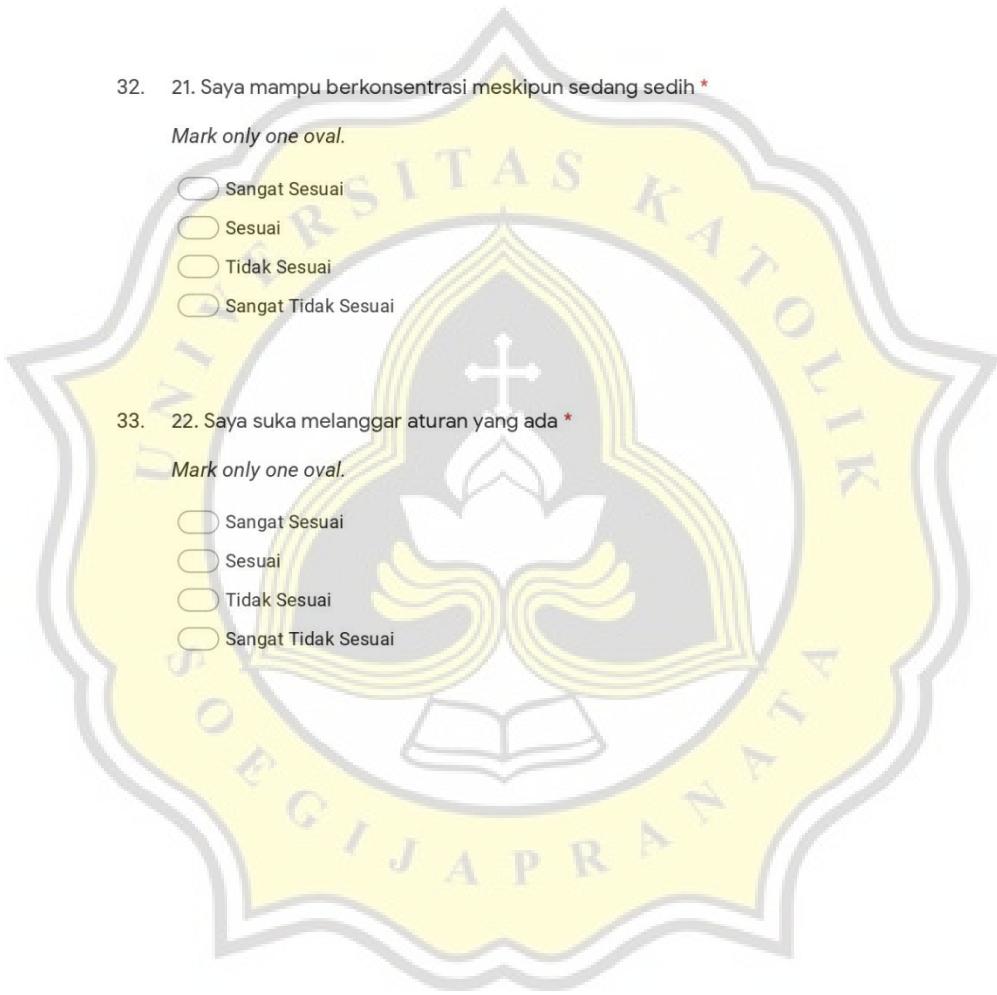 32. 21. Saya mampu berkonsentrasi meskipun sedang sedih *
Mark only one oval.
Sangat Sesuai
Sesuai
Tidak Sesuai
Sangat Tidak Sesuai
33. 22. Saya suka melanggar aturan yang ada *
Mark only one oval.
Sangat Sesuai
Sesuai
Tidak Sesuai
Sangat Tidak Sesuai
UNIVERSITAS KATOLIK
SOEGIJAPRANATA